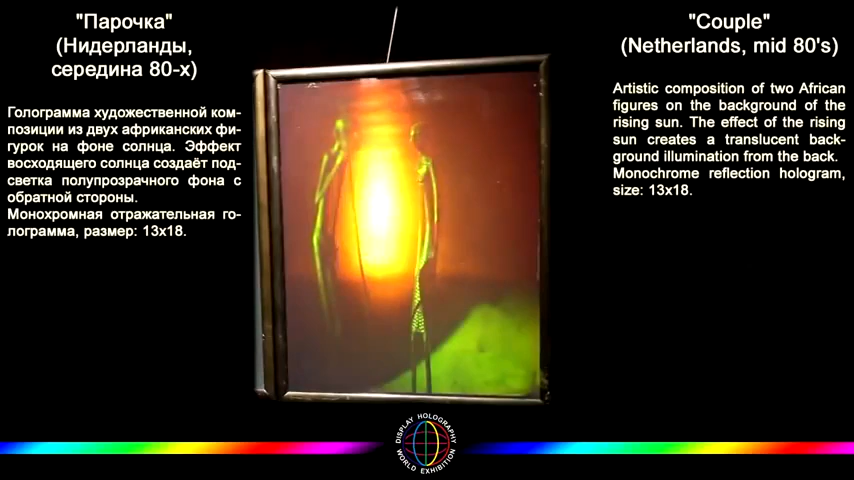 "Парочка"
(Нидерланды,
середина 80-х)
Голограмма художественной ком-
позиции из двух африканских фи-
гурок на фоне солнца. Эффект
восходящего солнца создаёт под-
светка полупрозрачного фона с
обратной стороны.
Монохромная отражательная го-
лограмма, размер: 13х18.
"Couple"
(Netherlands, mid 80's)
Artistic composition of two African
figures on the background of the
rising sun. The effect of the rising
sun creates a translucent back-
ground illumination from the back.
Monochrome reflection hologram,
size: 13x18.
DISPLAY HOLOGRAPHY
WORLD EXHIBITION